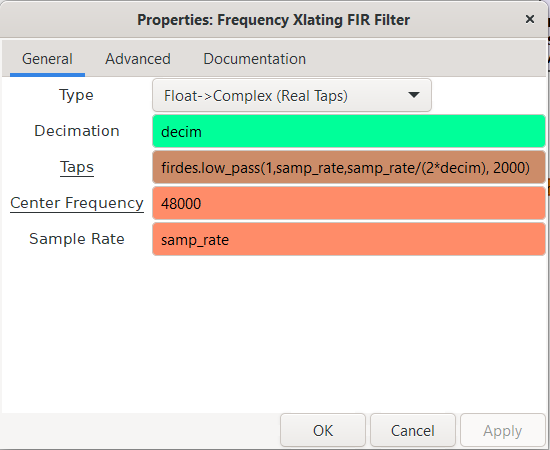 Properties: Frequency Xlating FIR Filter ×
General Advanced Documentation
Type Float->Complex (Real Taps)
Decimation decim
Taps firdes.low_pass(1,samp_rate,samp_rate/(2*decim), 2000)
Center Frequency 48000
Sample Rate samp_rate
OK Cancel Apply